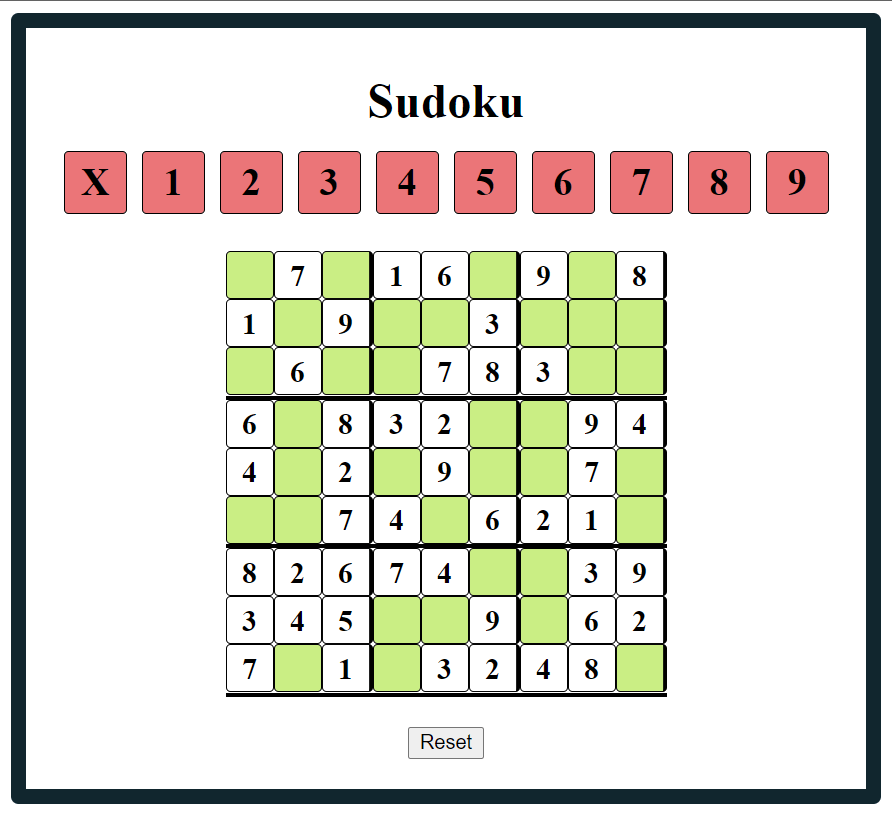 Sudoku
X 1 2 3 4 5 6 7 8 9
7 1 6 9 8
1 9 3
6 7 8 3
6 8 3 2 9 4
4 2 9 7
7 4 6 2 1
8 2 6 7 4 3 9
3 4 5 9 6 2
7 1 3 2 4 8
Reset